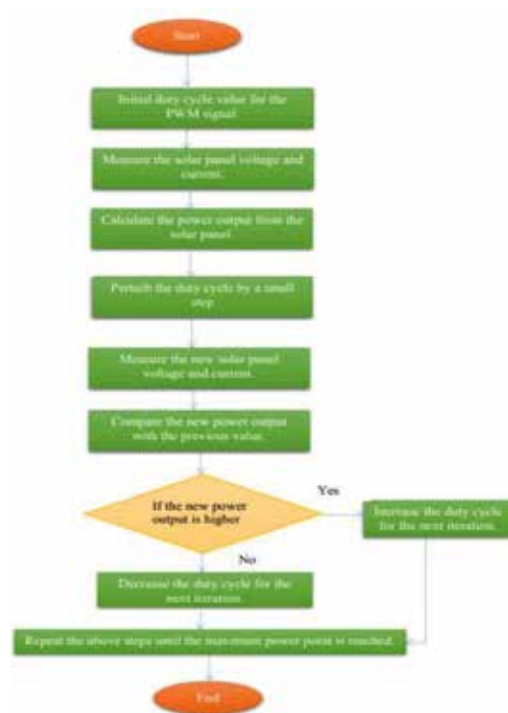 Start
Initial duty cycle value for the
PWM signal.
Measure the solar panel voltage and
current.
Calculate the power output from the
solar panel.
Perturb the duty cycle by a small
step
Measure the new solar panel
voltage and current.
Compare the new power output
with the previous value.
If the new power
output is higher
Yes
Increase the duty cycle
for the next iteration.
No
Decrease the duty cycle for the
next iteration.
Repeat the above steps until the maximum power point is reached.
End